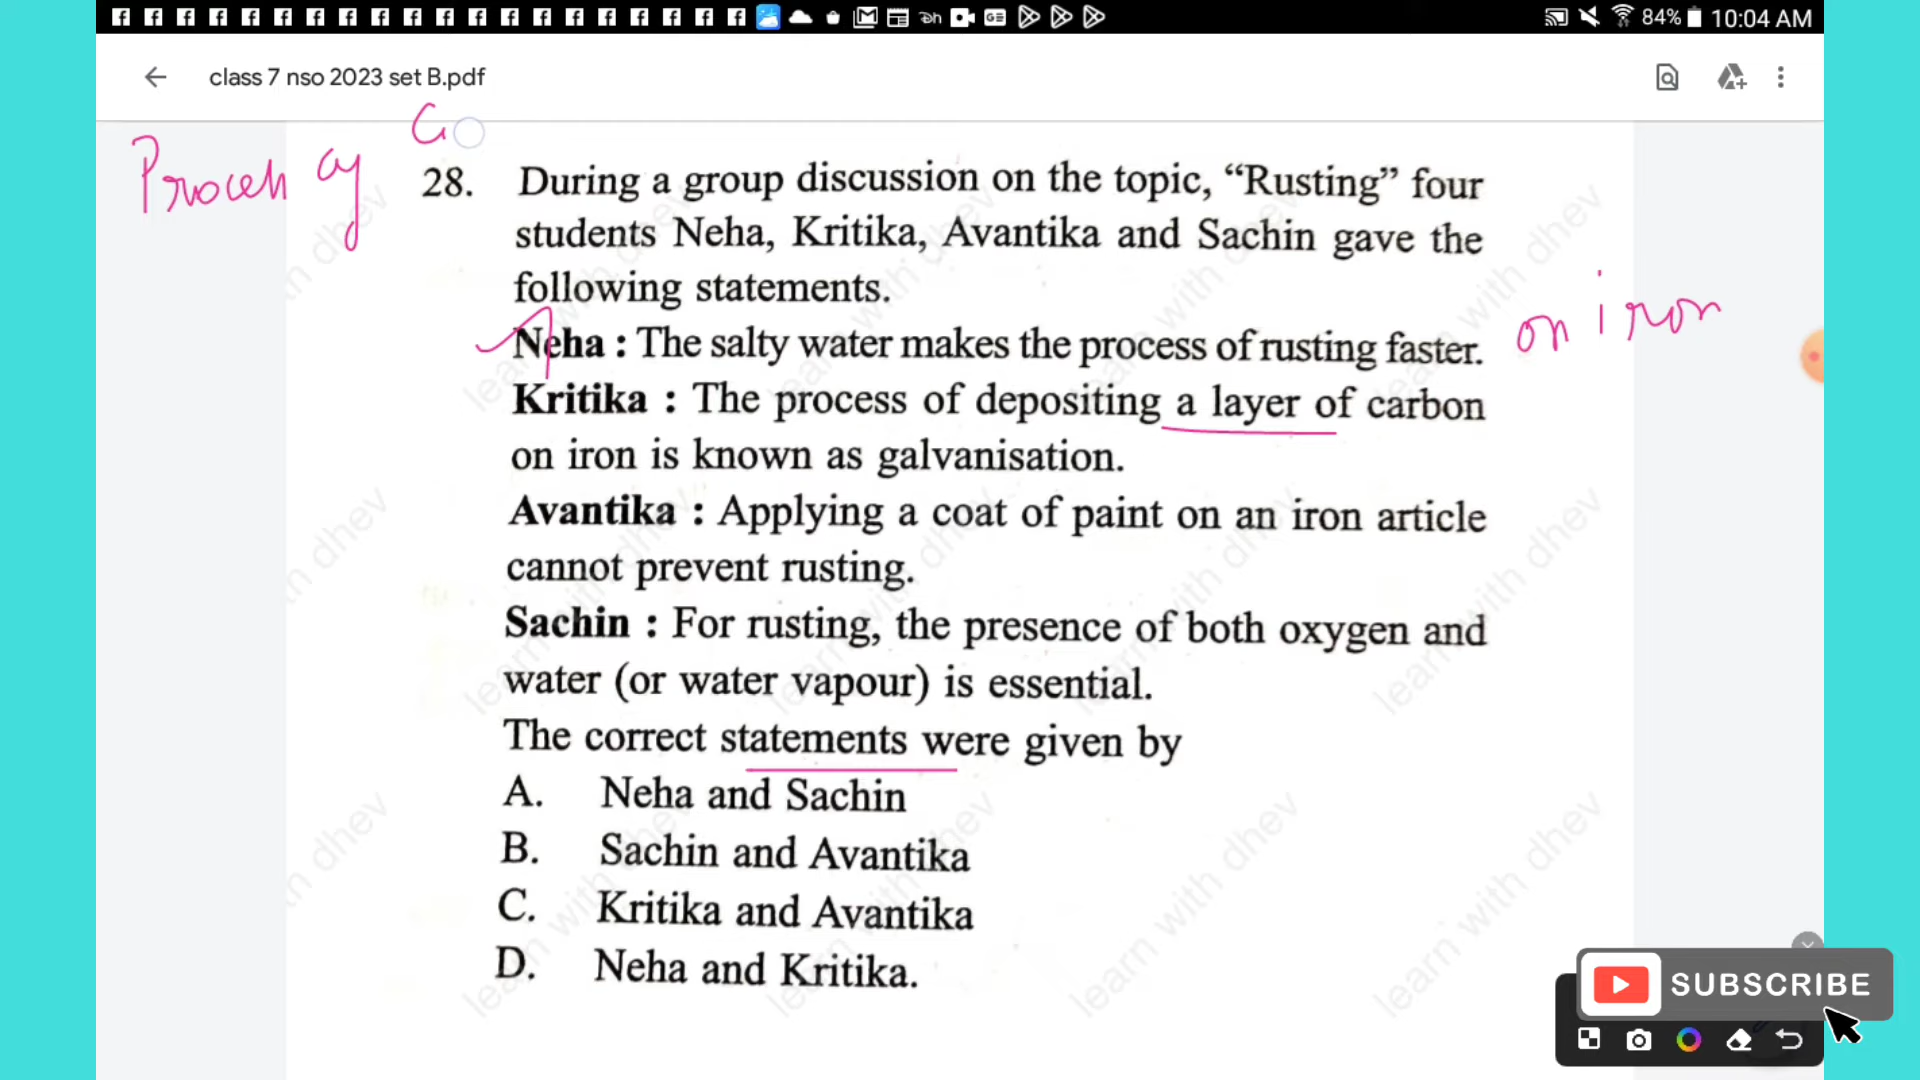 84% 10:04 AM
class 7 nso 2023 set B.pdf
28. During a group discussion on the topic, “Rusting” four
students Neha, Kritika, Avantika and Sachin gave the
following statements.
Neha : The salty water makes the process of rusting faster.
on iron
Kritika : The process of depositing a layer of carbon
on iron is known as galvanisation.
Avantika : Applying a coat of paint on an iron article
cannot prevent rusting.
Sachin : For rusting, the presence of both oxygen and
water (or water vapour) is essential.
The correct statements were given by
A. Neha and Sachin
B. Sachin and Avantika
C. Kritika and Avantika
D. Neha and Kritika.
learn with dhev
SUBSCRIBE